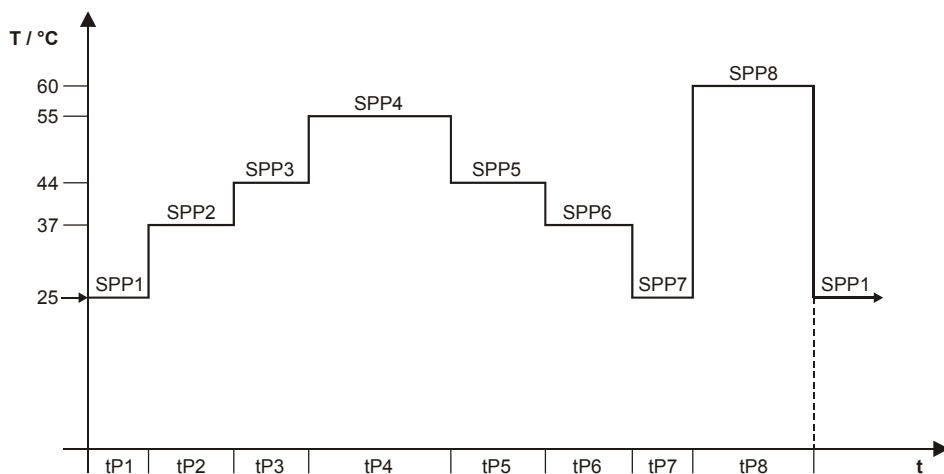 T / °C
60
SPP8
55
SPP4
44
SPP3
SPP5
37
SPP2
SPP6
25
SPP1
SPP7
SPP1
tP1 tP2 tP3 tP4 tP5 tP6 tP7 tP8 t